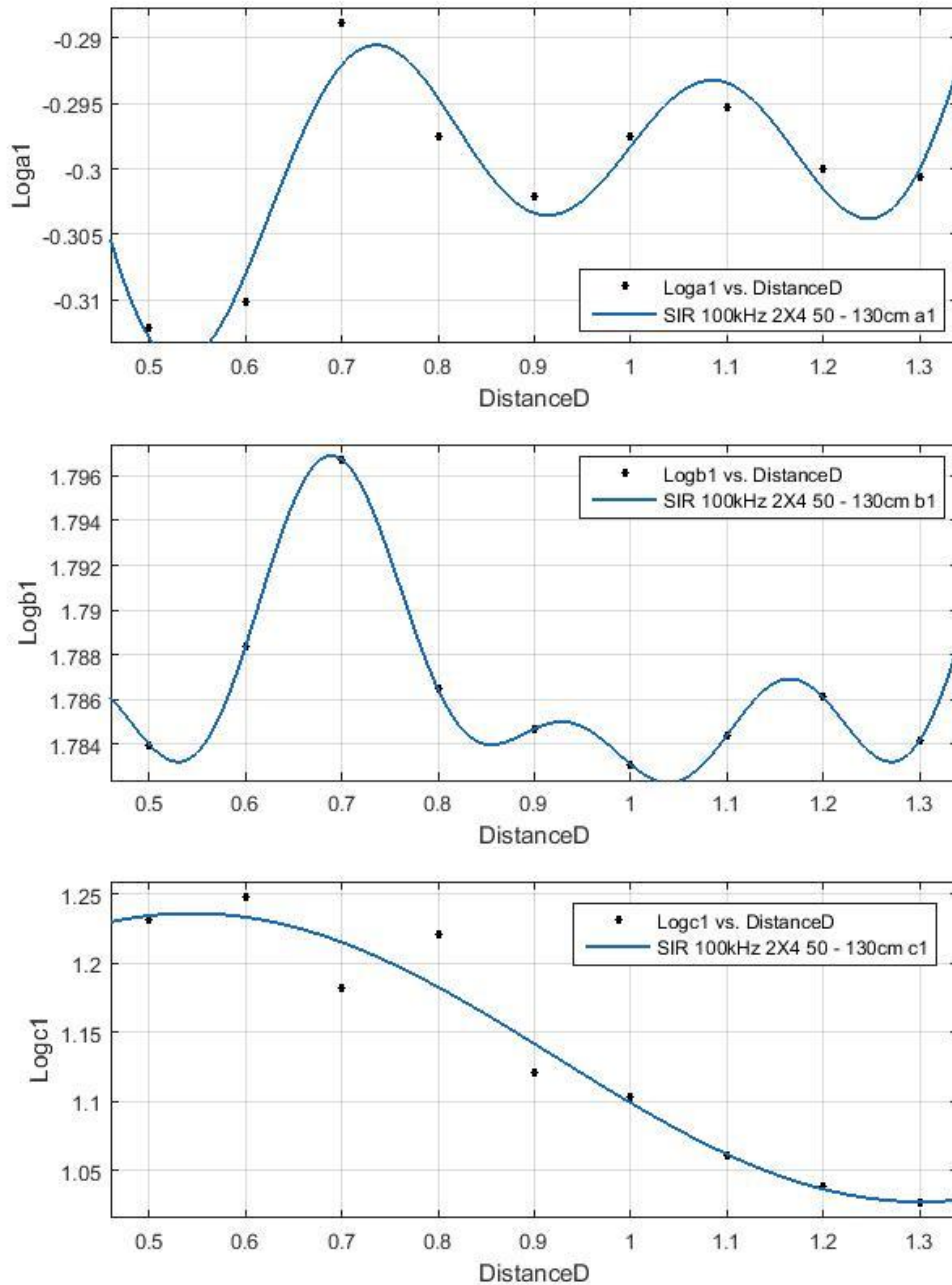 -0.29
-0.295
-0.3
-0.305
-0.31
Loga1
Loga1 vs. DistanceD
SIR 100kHz 2X4 50 - 130cm a1
0.5 0.6 0.7 0.8 0.9 1 1.1 1.2 1.3
DistanceD
1.796
1.794
1.792
1.79
1.788
1.786
1.784
Logb1
Logb1 vs. DistanceD
SIR 100kHz 2X4 50 - 130cm b1
0.5 0.6 0.7 0.8 0.9 1 1.1 1.2 1.3
DistanceD
1.25
1.2
1.15
1.1
1.05
Logc1
Logc1 vs. DistanceD
SIR 100kHz 2X4 50 - 130cm c1
0.5 0.6 0.7 0.8 0.9 1 1.1 1.2 1.3
DistanceD